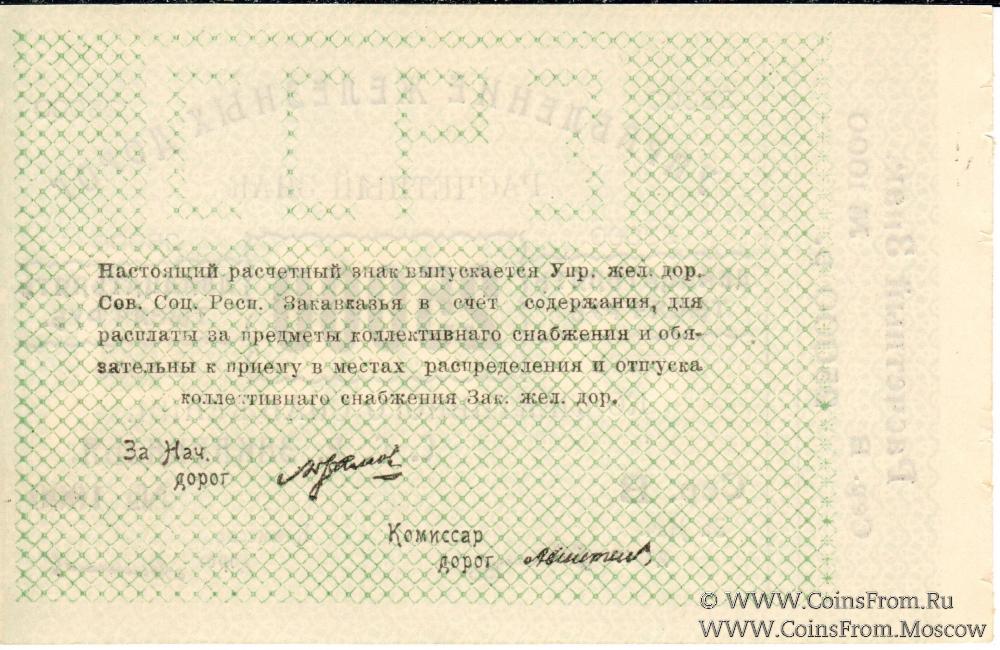 Настоящий расчетный знак выпускается Упр. жел. дор.
Сов. Соц. Респ. Закавказья в счет содержания, для
расплаты за предметы коллективнаго снабжения и обя-
зательны к приему в местах распределения и отпуска
коллективнаго снабжения Зак. жел. дор.
За Нач.
дорог
Комиссар
дорог
© WWW.CoinsFrom.Ru
WWW.CoinsFrom.Moscow